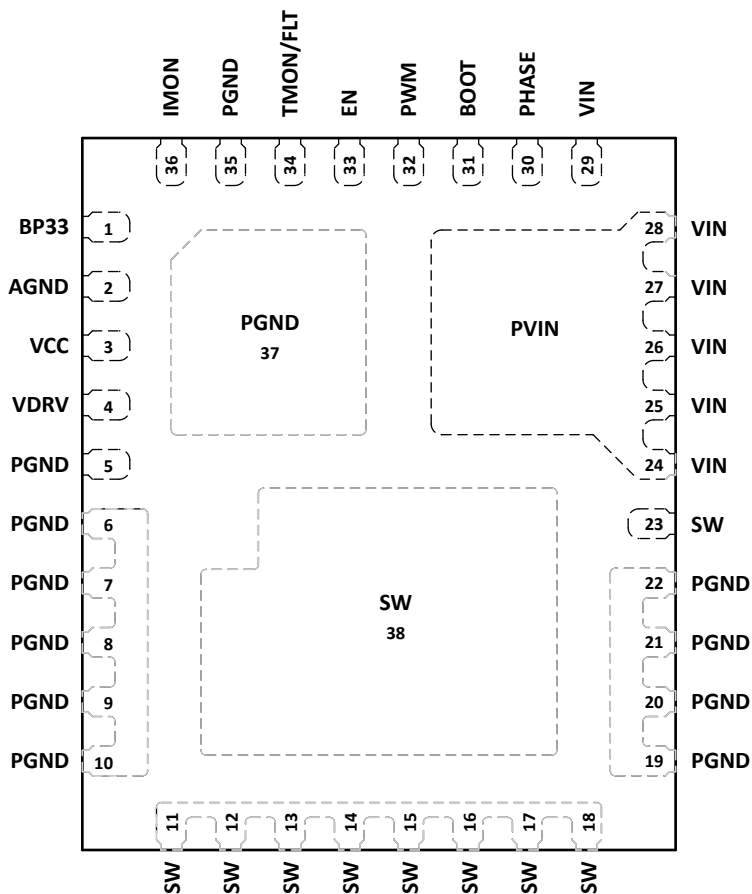 IMON
PGND
TMON/FLT
EN
PWM
BOOT
PHASE
VIN
36
35
34
33
32
31
30
29
BP33 1
28 VIN
AGND 2
27 VIN
VCC 3
26 VIN
VDRV 4
25 VIN
PGND 5
24 VIN
PGND
37
PVIN
PGND 6
23 SW
PGND 7
22 PGND
PGND 8
21 PGND
PGND 9
20 PGND
PGND 10
19 PGND
SW
38
11
12
13
14
15
16
17
18
SW
SW
SW
SW
SW
SW
SW
SW